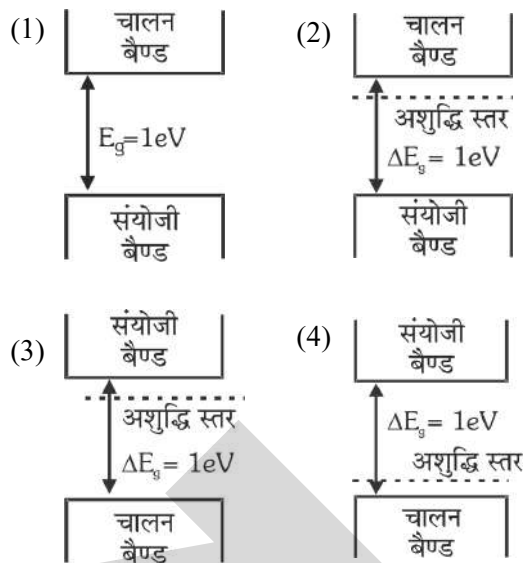 (1)
चालन
बैण्ड
E_g=1eV
संयोजी
बैण्ड
(2)
चालन
बैण्ड
अशुद्धि स्तर
ΔE_g= 1eV
संयोजी
बैण्ड
(3)
संयोजी
बैण्ड
अशुद्धि स्तर
ΔE_g= 1eV
चालन
बैण्ड
(4)
संयोजी
बैण्ड
ΔE_g= 1eV
अशुद्धि स्तर
चालन
बैण्ड